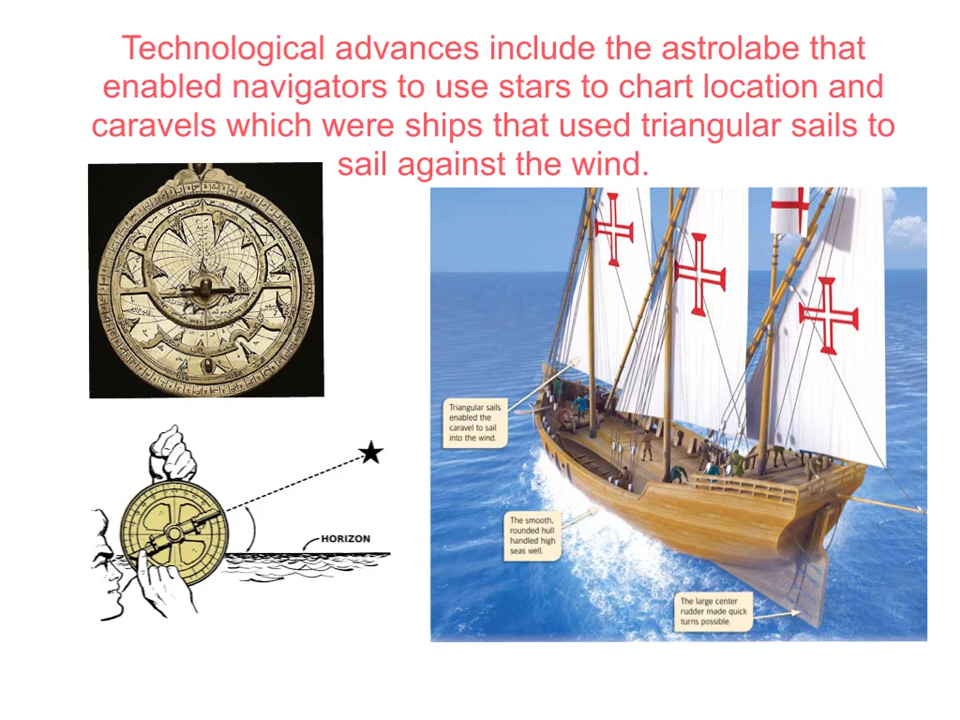 Technological advances include the astrolabe that
enabled navigators to use stars to chart location and
caravels which were ships that used triangular sails to
sail against the wind.
Triangular sails
enabled the
caravel to sail
into the wind.
The smooth,
rounded hull
handled high
seas well.
The large center
rudder made quick
turns possible.
HORIZON